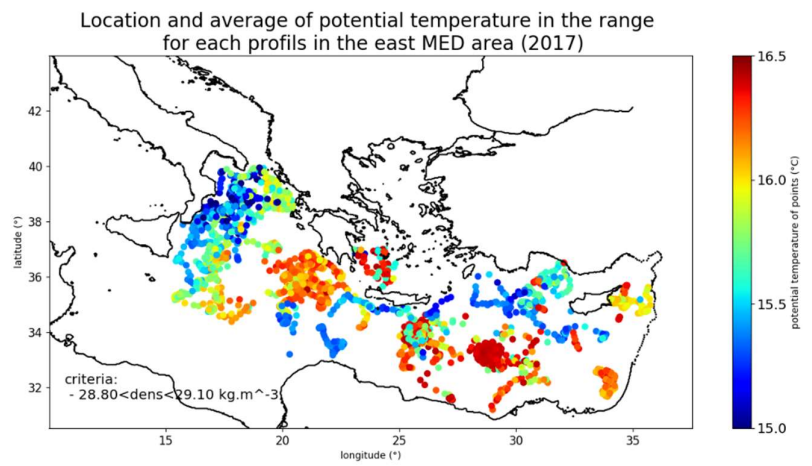 Location and average of potential temperature in the range
for each profils in the east MED area (2017)
42
40
38
36
34
32
latitude (°)
criteria:
- 28.80<dens<29.10 kg.m^-3
15
20
25
30
35
longitude (°)
16.5
16.0
15.5
15.0
potential temperature of points (°C)